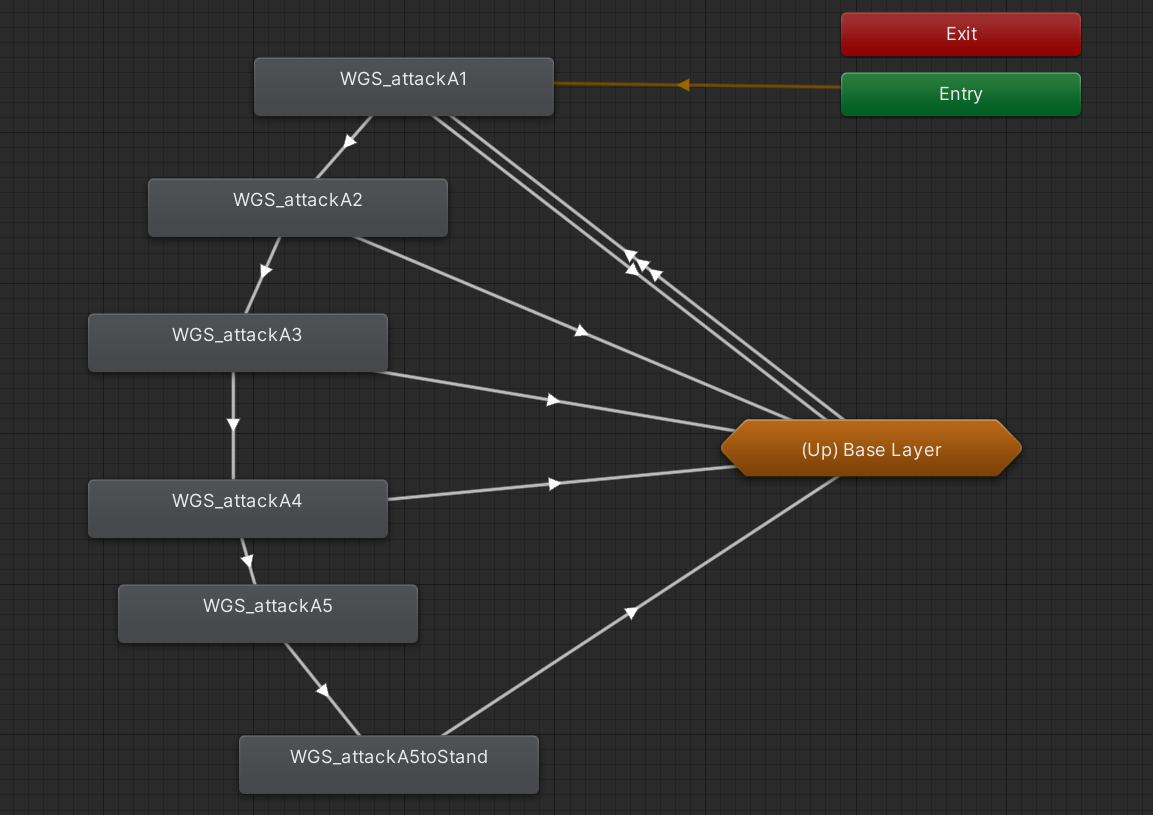 Exit
WGS_attackA1
Entry
WGS_attackA2
WGS_attackA3
(Up) Base Layer
WGS_attackA4
WGS_attackA5
WGS_attackA5toStand